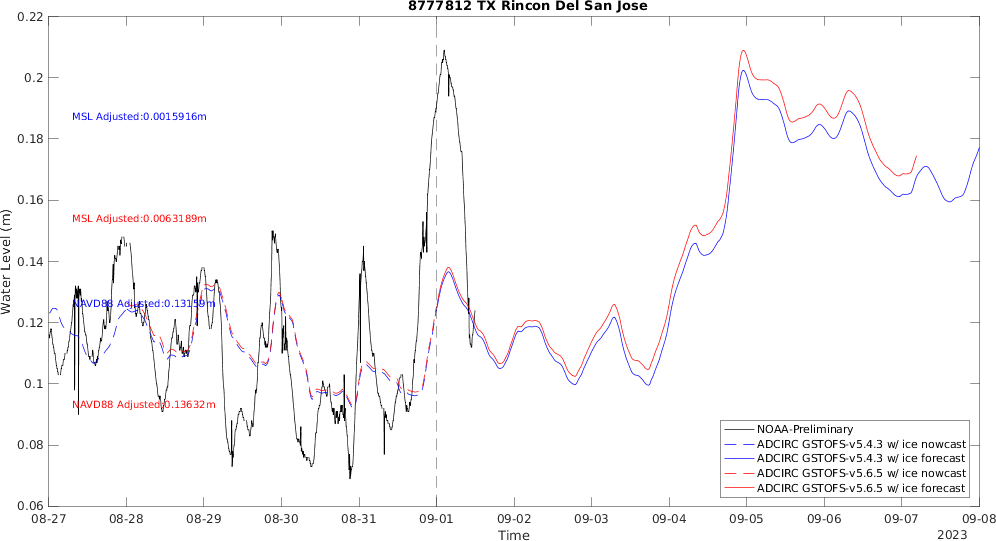 8777812 TX Rincon Del San Jose
0.22
0.2
0.18
0.16
0.14
0.12
0.1
0.08
0.06
Water Level (m)
MSL Adjusted:0.0015916m
MSL Adjusted:0.0063189m
NAVD88 Adjusted:0.13159m
NAVD88 Adjusted:0.13632m
NOAA-Preliminary
ADCIRC GSTOFS-v5.4.3 w/ ice nowcast
ADCIRC GSTOFS-v5.4.3 w/ ice forecast
ADCIRC GSTOFS-v5.6.5 w/ ice nowcast
ADCIRC GSTOFS-v5.6.5 w/ ice forecast
08-27 08-28 08-29 08-30 08-31 09-01 09-02 09-03 09-04 09-05 09-06 09-07 09-08
Time
2023